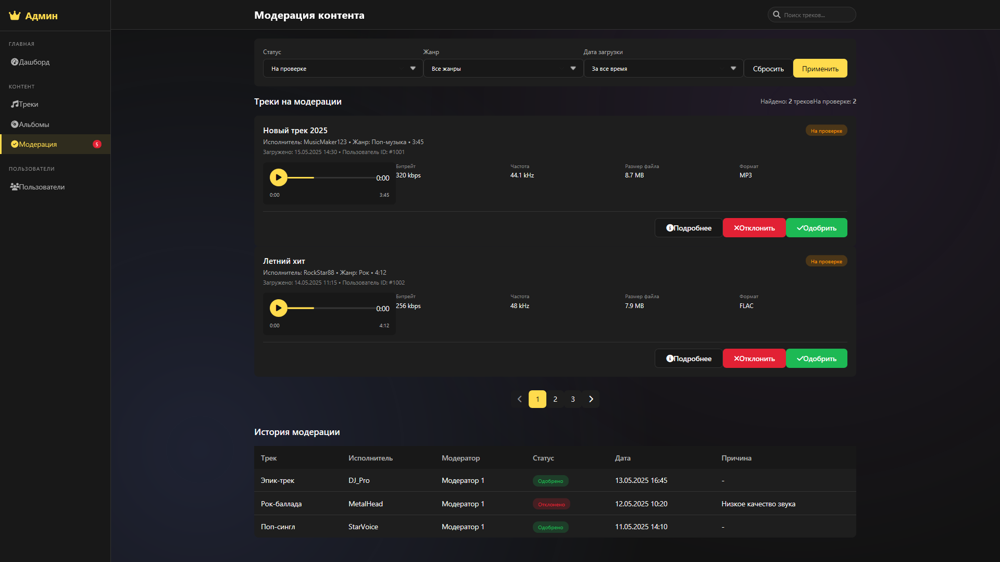 Админ
ГЛАВНАЯ
Дашборд
КОНТЕНТ
Треки
Альбомы
Модерация 5
ПОЛЬЗОВАТЕЛИ
Пользователи
Модерация контента
Поиск треков...
Статус Жанр Дата загрузки
На проверке Все жанры За все время Сбросить Применить
Треки на модерации Найдено: 2 трековНа проверке: 2
Новый трек 2025 На проверке
Исполнитель: MusicMaker123 • Жанр: Поп-музыка • 3:45
Загружено: 15.05.2025 14:30 • Пользователь ID: #1001
Битрейт Частота Размер файла Формат
0:00 320 kbps 44.1 kHz 8.7 MB MP3
0:00 3:45
Подробнее Отклонить Одобрить
Летний хит На проверке
Исполнитель: RockStar88 • Жанр: Рок • 4:12
Загружено: 14.05.2025 11:15 • Пользователь ID: #1002
Битрейт Частота Размер файла Формат
0:00 256 kbps 48 kHz 7.9 MB FLAC
0:00 4:12
Подробнее Отклонить Одобрить
1 2 3
История модерации
Трек Исполнитель Модератор Статус Дата Причина
Эпик-трек DJ_Pro Модератор 1 Одобрено 13.05.2025 16:45 -
Рок-баллада MetalHead Модератор 1 Отклонено 12.05.2025 10:20 Низкое качество звука
Поп-сингл StarVoice Модератор 1 Одобрено 11.05.2025 14:10 -